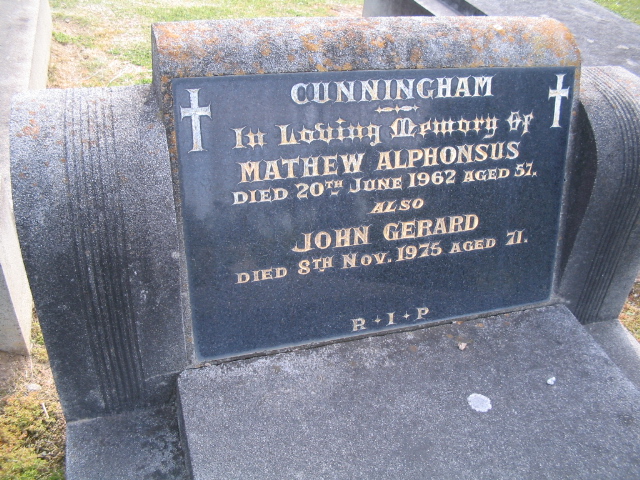 CUNNINGHAM
In Loving Memory Of
MATHEW ALPHONSUS
DIED 20TH JUNE 1962 AGED 57.
ALSO
JOHN GERARD
DIED 8TH NOV. 1975 AGED 71.
R·I·P